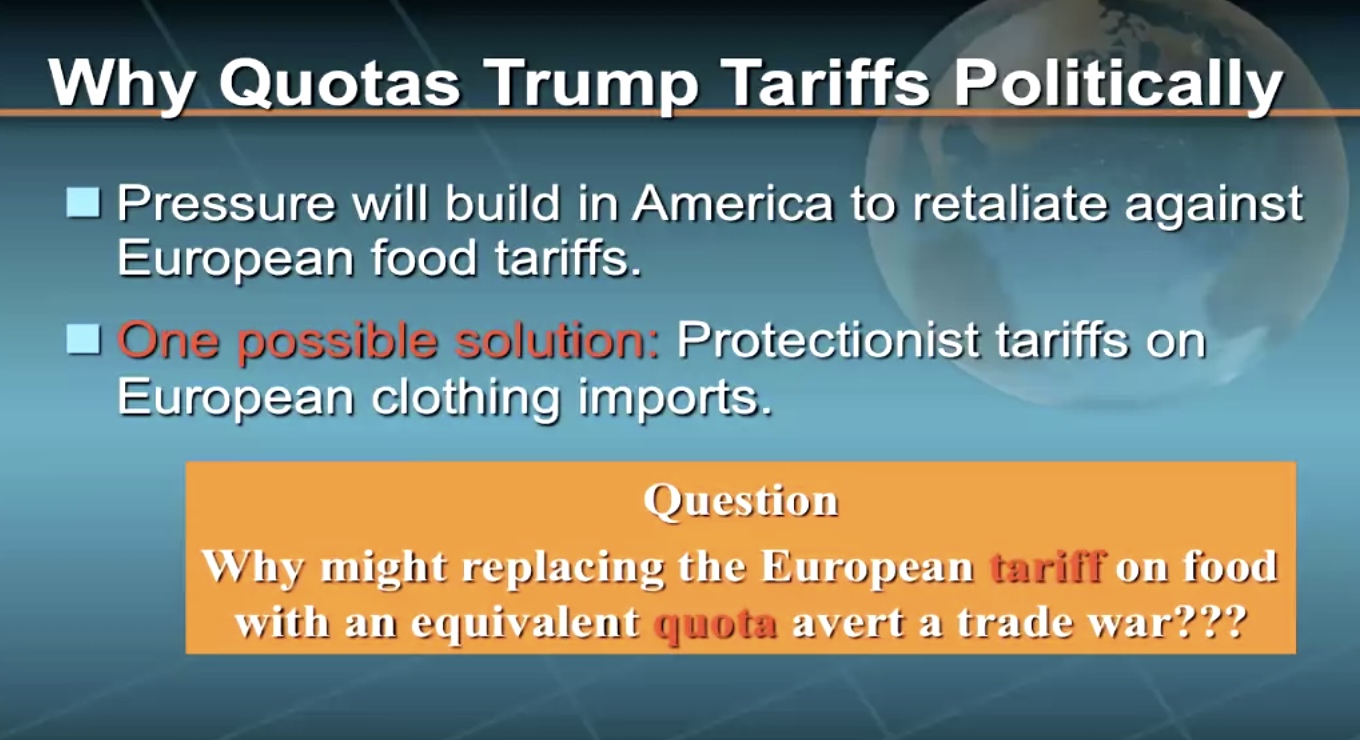 Why Quotas Trump Tariffs Politically
Pressure will build in America to retaliate against
European food tariffs.
One possible solution: Protectionist tariffs on
European clothing imports.
Question
Why might replacing the European tariff on food
with an equivalent quota avert a trade war???